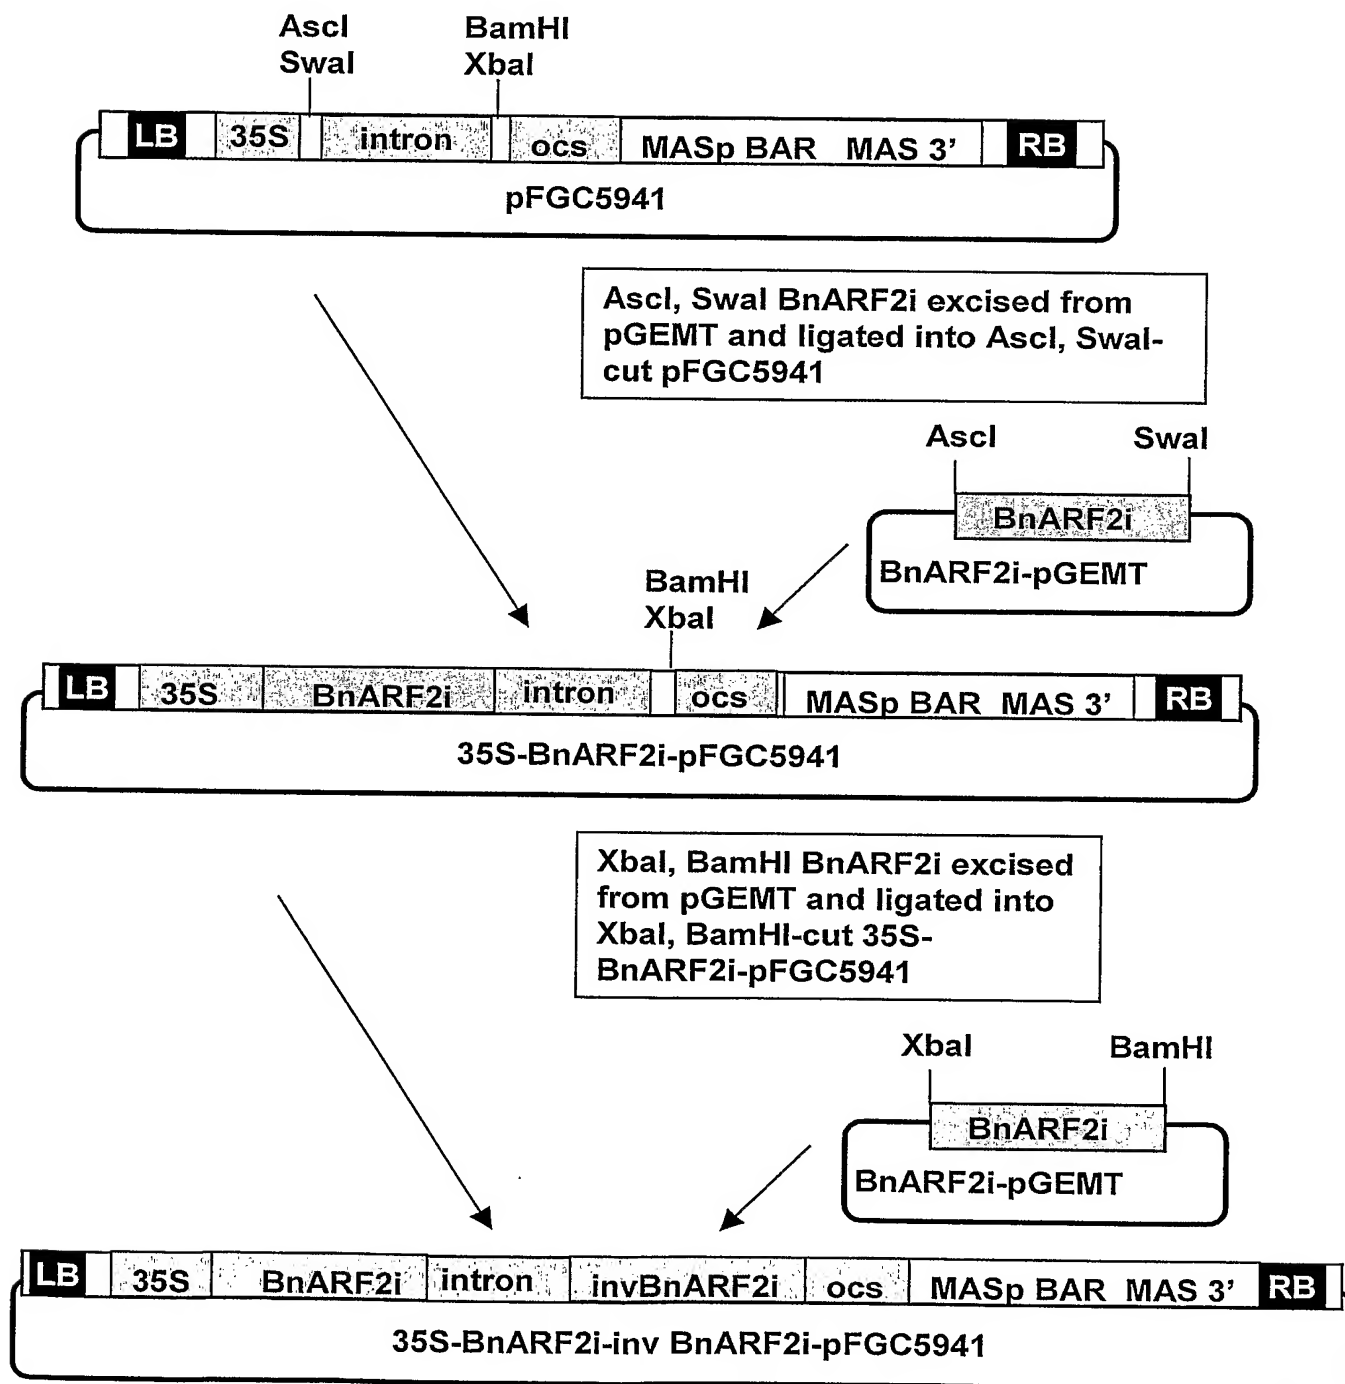 AscI
SwaI
BamHI
XbaI
LB 35S intron ocs MASp BAR MAS 3’ RB
pFGC5941
AscI, SwaI BnARF2i excised from
pGEMT and ligated into AscI, SwaI-
cut pFGC5941
AscI SwaI
BnARF2i
BnARF2i-pGEMT
BamHI
XbaI
LB 35S BnARF2i intron ocs MASp BAR MAS 3’ RB
35S-BnARF2i-pFGC5941
XbaI, BamHI BnARF2i excised
from pGEMT and ligated into
XbaI, BamHI-cut 35S-
BnARF2i-pFGC5941
XbaI BamHI
BnARF2i
BnARF2i-pGEMT
LB 35S BnARF2i intron invBnARF2i ocs MASp BAR MAS 3’ RB
35S-BnARF2i-inv BnARF2i-pFGC5941